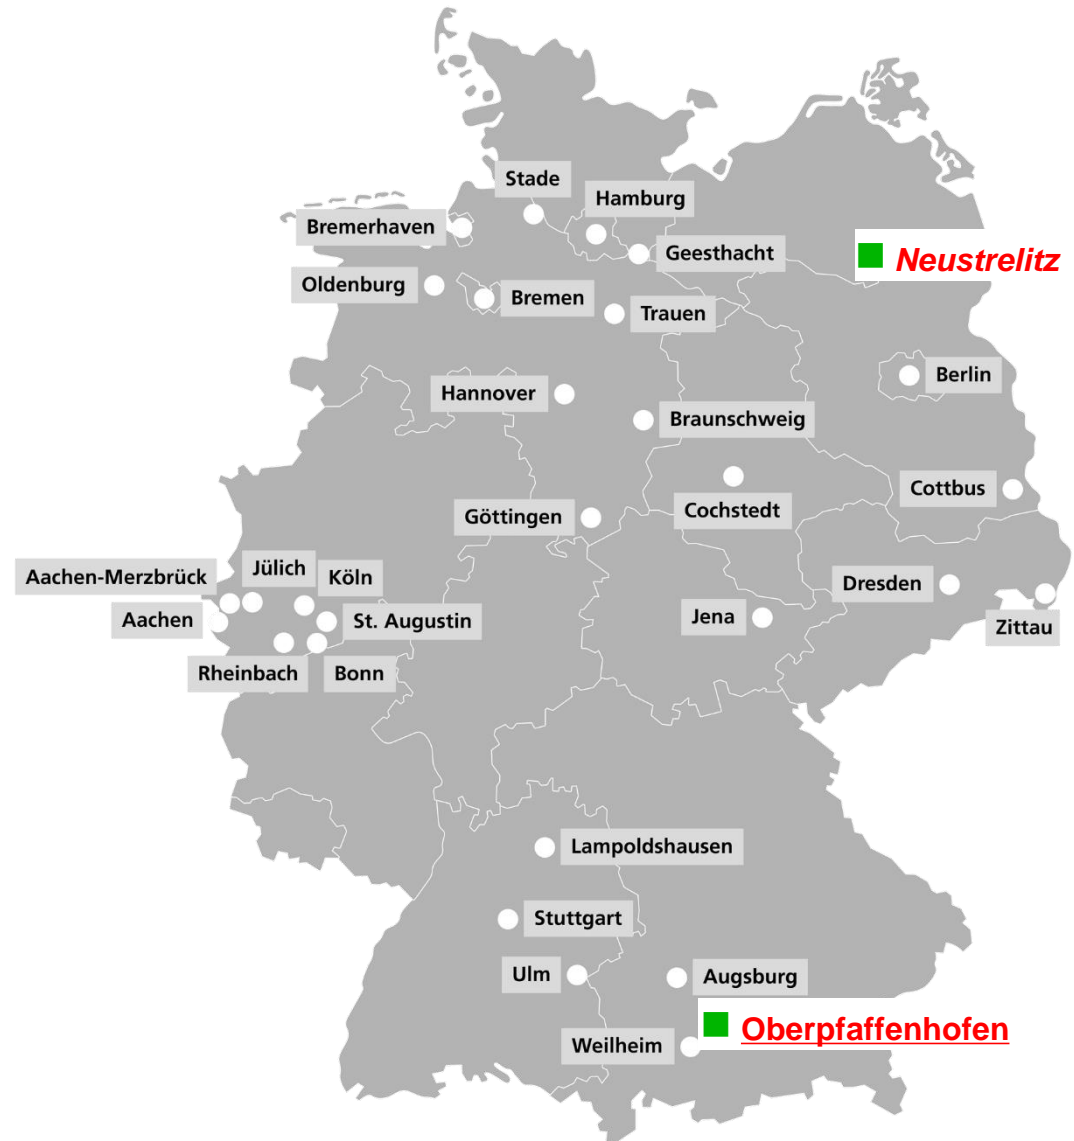 Stade
Hamburg
Bremerhaven
Geesthacht
Neustrelitz
Oldenburg
Bremen
Trauen
Berlin
Hannover
Braunschweig
Cottbus
Cochstedt
Göttingen
Jülich
Aachen-Merzbrück
Köln
Dresden
Aachen
St. Augustin
Jena
Zittau
Rheinbach
Bonn
Lampoldshausen
Stuttgart
Ulm
Augsburg
Oberpfaffenhofen
Weilheim